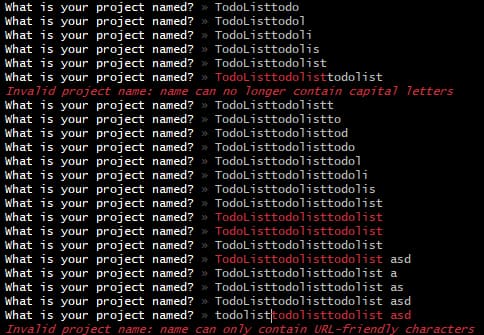 What is your project named? » TodoListtodo
What is your project named? » TodoListtodol
What is your project named? » TodoListtodoli
What is your project named? » TodoListtodolis
What is your project named? » TodoListtodolist
What is your project named? » TodoListtodolisttodolist
Invalid project name: name can no longer contain capital letters
What is your project named? » TodoListtodolistt
What is your project named? » TodoListtodolistto
What is your project named? » TodoListtodolisttod
What is your project named? » TodoListtodolisttodo
What is your project named? » TodoListtodolisttodol
What is your project named? » TodoListtodolisttodoli
What is your project named? » TodoListtodolisttodolis
What is your project named? » TodoListtodolisttodolist
What is your project named? » TodoListtodolisttodolist
What is your project named? » TodoListtodolisttodolist
What is your project named? » TodoListtodolisttodolist
What is your project named? » TodoListtodolisttodolist asd
What is your project named? » TodoListtodolisttodolist a
What is your project named? » TodoListtodolisttodolist as
What is your project named? » TodoListtodolisttodolist asd
What is your project named? » todolisttodolisttodolist asd
Invalid project name: name can only contain URL-friendly characters